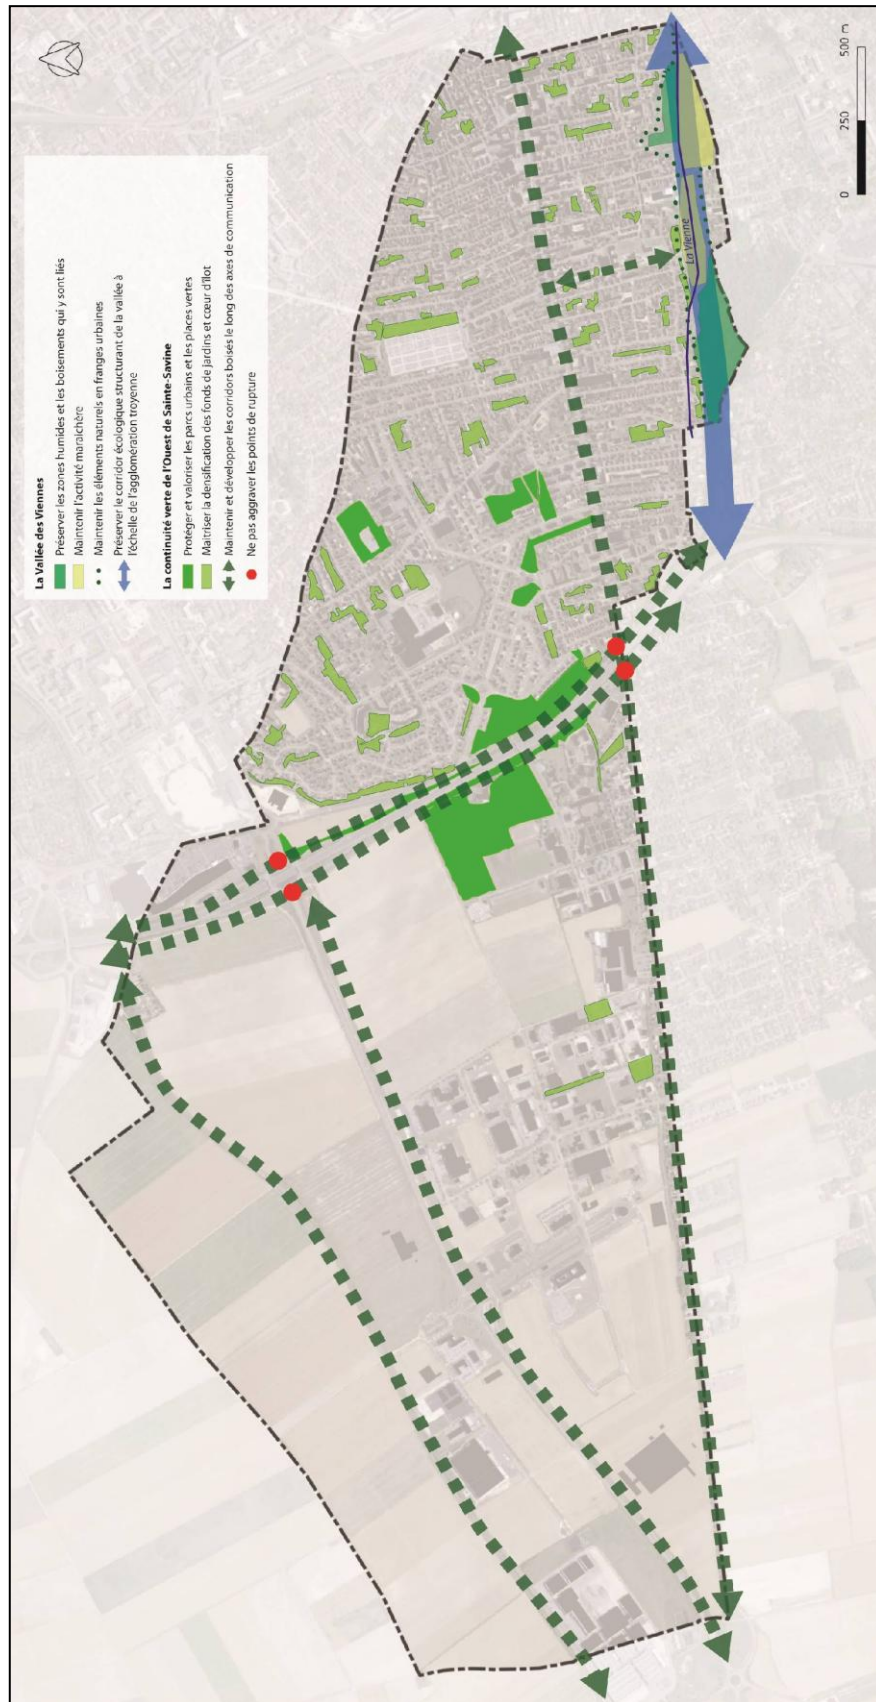 La Vallée des Viennes
Préserver les zones humides et les boisements qui y sont liés
Maintenir l'activité maraichère
Maintenir les éléments naturels en franges urbaines
Préserver le corridor écologique structurant de la vallée à
l'échelle de l'agglomération troyenne
La continuité verte de l'Ouest de Sainte-Savine
Protéger et valoriser les parcs urbains et les places vertes
Maitriser la densification des fonds de jardins et cœur d'îlot
Maintenir et développer les corridors boisés le long des axes de communication
Ne pas aggraver les points de rupture
La Vienne
0 250 500 m